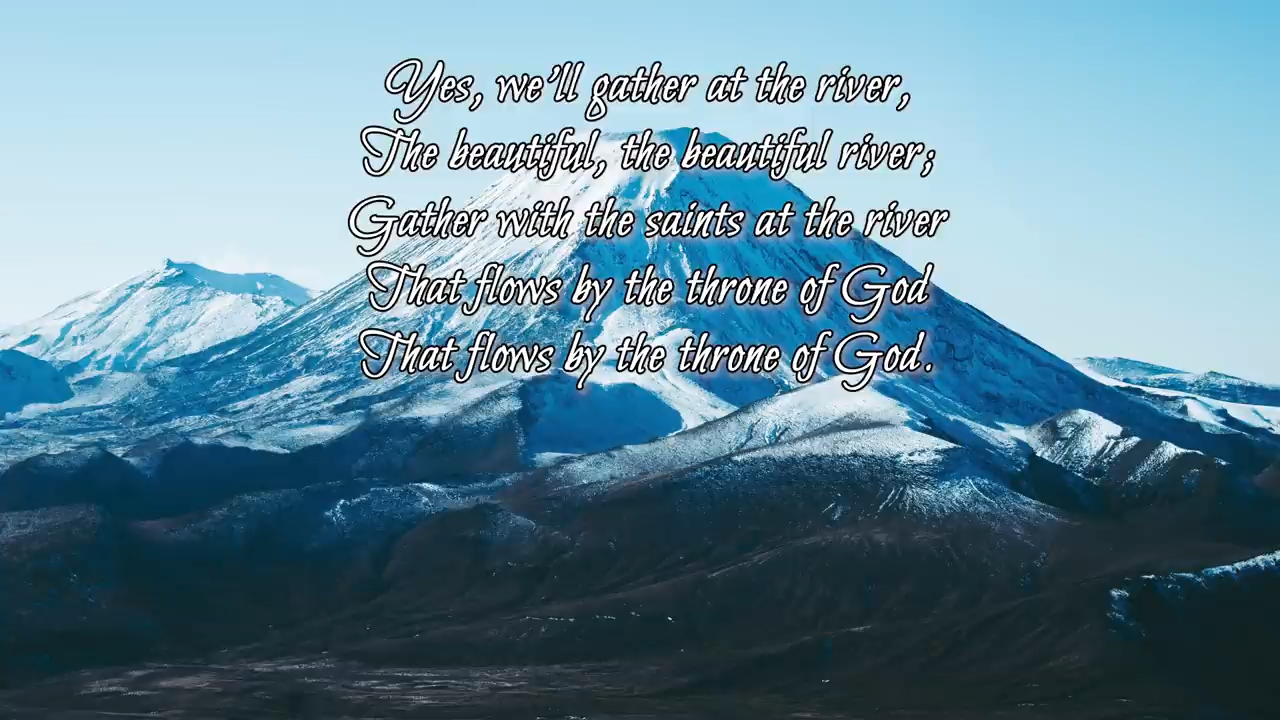 Yes, we'll gather at the river,
The beautiful, the beautiful river;
Gather with the saints at the river
That flows by the throne of God
That flows by the throne of God.